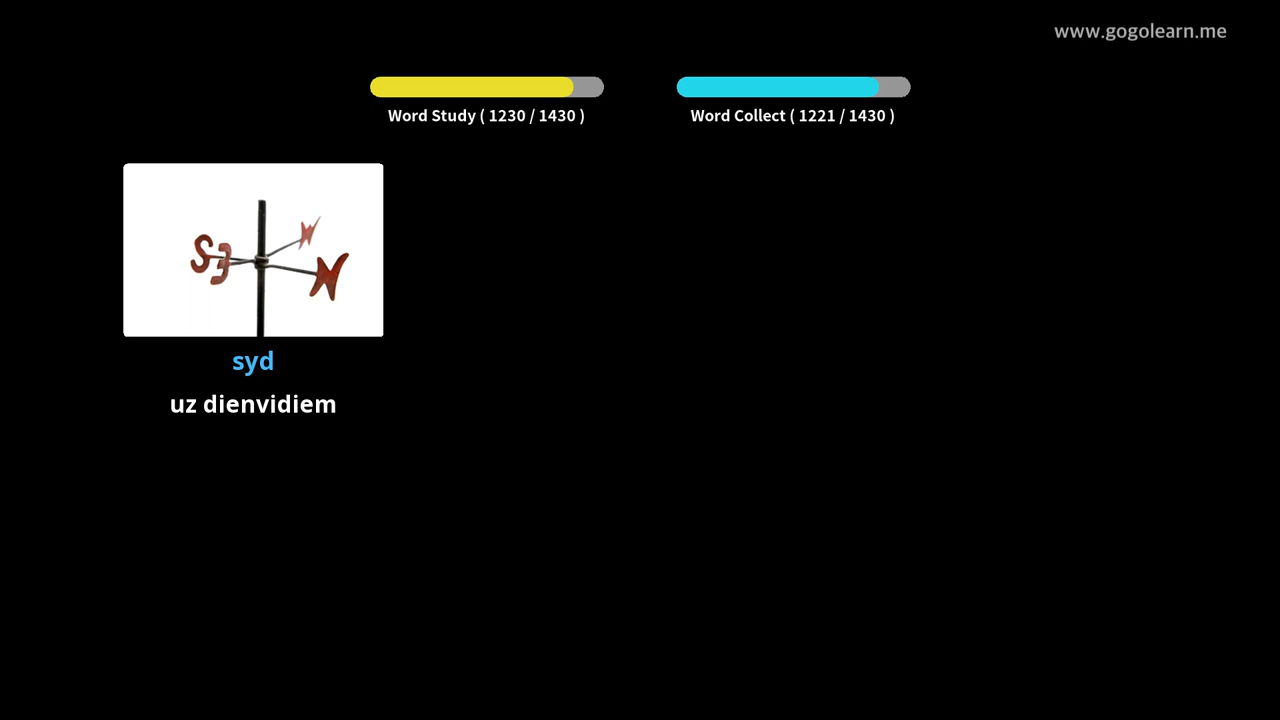 www.gogolearn.me
Word Study ( 1230 / 1430 )
Word Collect ( 1221 / 1430 )
S E N N
syd
uz dienvidiem